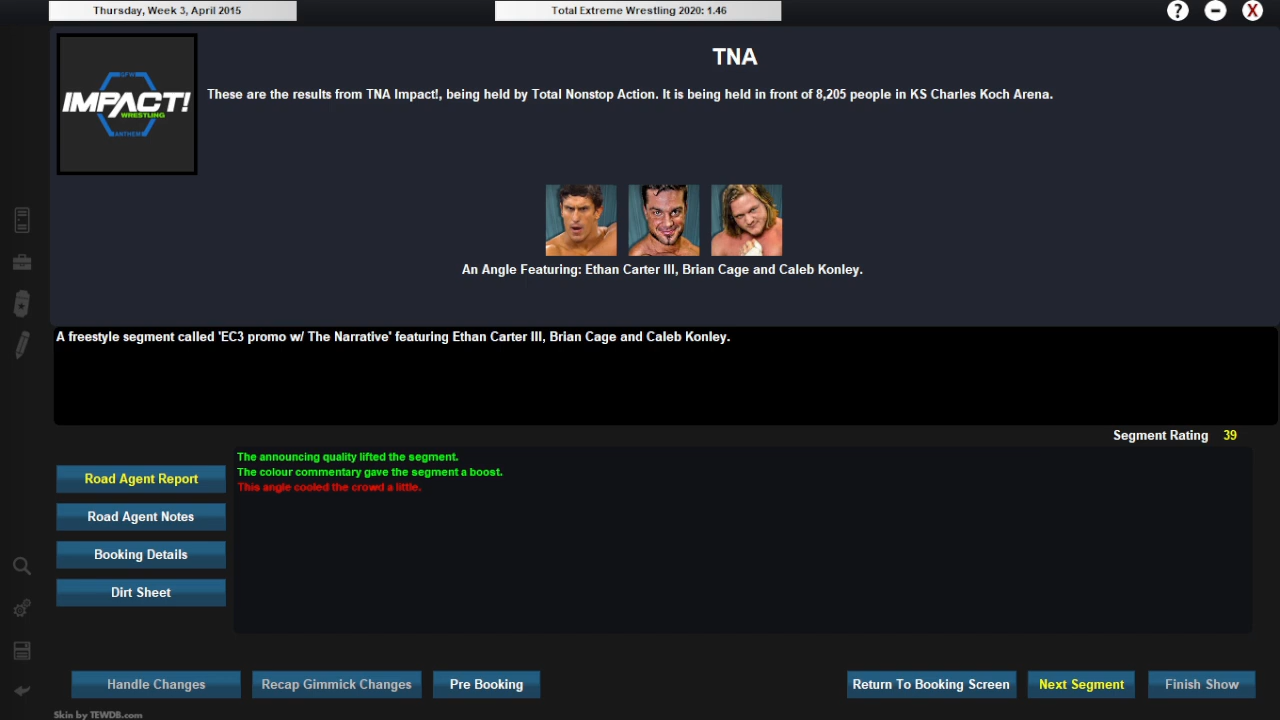 Thursday, Week 3, April 2015
Total Extreme Wrestling 2020: 1.46
?
X
TNA
GFW
IMPACT!
WRESTLING
ANTHEM
These are the results from TNA Impact!, being held by Total Nonstop Action. It is being held in front of 8,205 people in KS Charles Koch Arena.
An Angle Featuring: Ethan Carter III, Brian Cage and Caleb Konley.
A freestyle segment called 'EC3 promo w/ The Narrative' featuring Ethan Carter III, Brian Cage and Caleb Konley.
Segment Rating 39
The announcing quality lifted the segment.
The colour commentary gave the segment a boost.
This angle cooled the crowd a little.
Road Agent Report
Road Agent Notes
Booking Details
Dirt Sheet
Handle Changes
Recap Gimmick Changes
Pre Booking
Return To Booking Screen
Next Segment
Finish Show
Skin by TEWDB.com